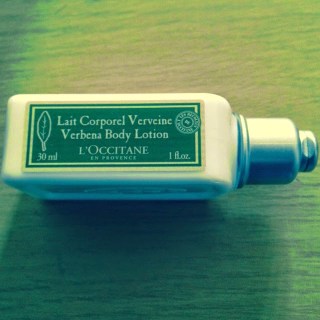 Lait Corporel Verveine
Verbena Body Lotion
L'OCCITANE
EN PROVENCE
30 ml
1 fl.oz.